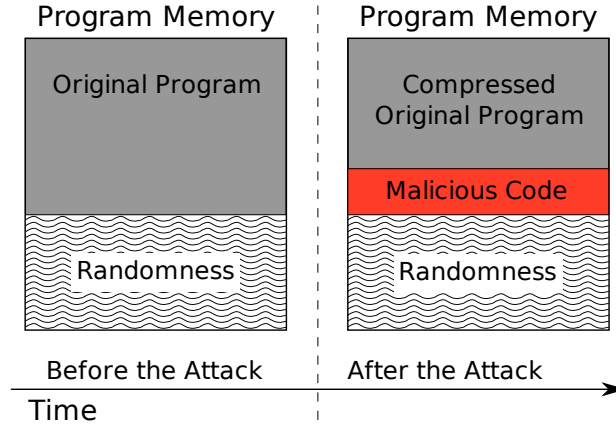 Program Memory
Original Program
Randomness
Before the Attack
Program Memory
Compressed
Original Program
Malicious Code
Randomness
After the Attack
Time